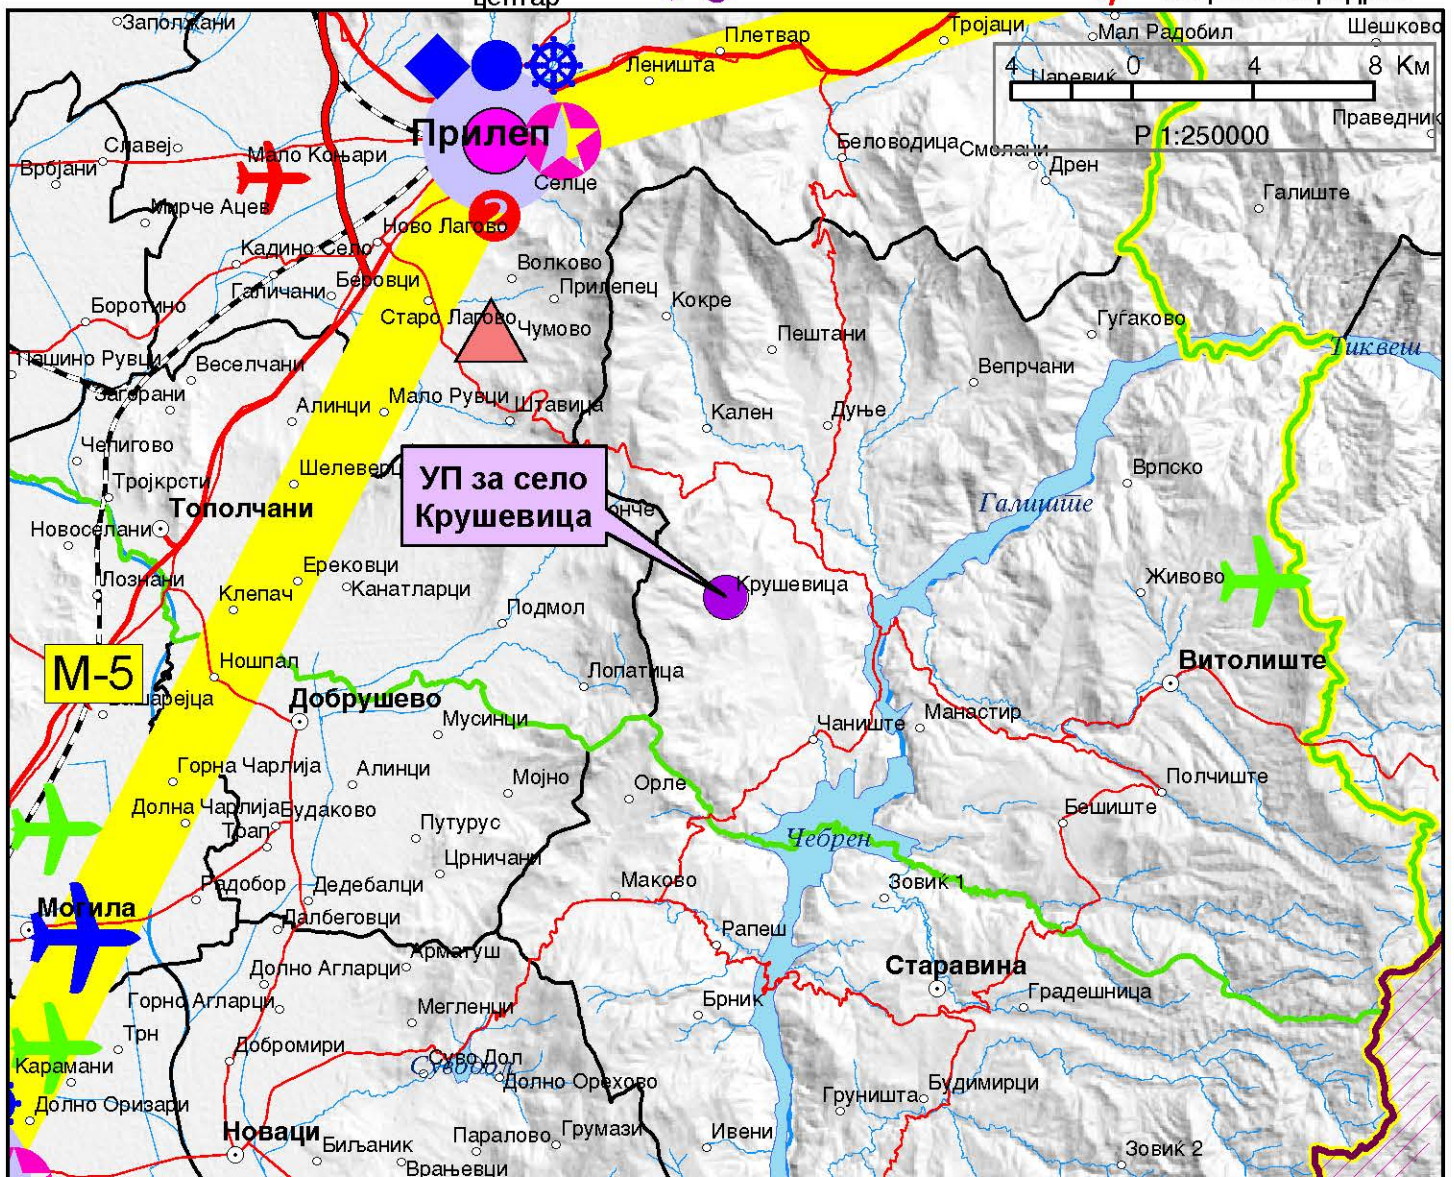 центар
Заполжани
Плетвар
Тројаци
Мал Радобил
Шешково
Леништа
Царевиќ
4 0 4 8 Км
Р 1:250000
Праведник
Прилеп
Славеј
Мало Коњари
Врбјани
Селце
Беловодица
Смолани
Дрен
Галиште
Мирче Ацев
Ново Лагово
Кадино Село
Галичани
Беровци
Волково
Прилепец
Кокре
Боротино
Старо Лагово
Чумово
Пештани
Гуѓаково
Тиквеш
Пашино Рувци
Веселчани
Вепрчани
Загорани
Алинци
Мало Рувци
Штавица
Кален
Дуње
Чепигово
Шелеверци
УП за село
Крушевица
Врпско
Тројкрсти
Тополчани
Галиште
Новоселани
Лознани
Ерековци
Канатларци
Клепач
Подмол
Крушевица
Живово
М-5
Ношпал
Лопатица
Витолиште
Добрушево
Мусинци
Чаниште
Манастир
Горна Чарлија
Алинци
Мојно
Орле
Полчиште
Бешиште
Долна Чарлија
Будаково
Трап
Путурус
Чебрен
Црничани
Радобор
Дедебалци
Маково
Зовиќ 1
Могила
Далбеговци
Рапеш
Арматуш
Долно Агларци
Старавина
Горно Агларци
Мегленци
Брник
Градешница
Трн
Добромири
Карамани
Суво Дол
Суводол
Долно Орехово
Будимирци
Груништа
Долно Оризари
Новаци
Биљаник
Паралово
Грумази
Врањевци
Ивени
Зовиќ 2